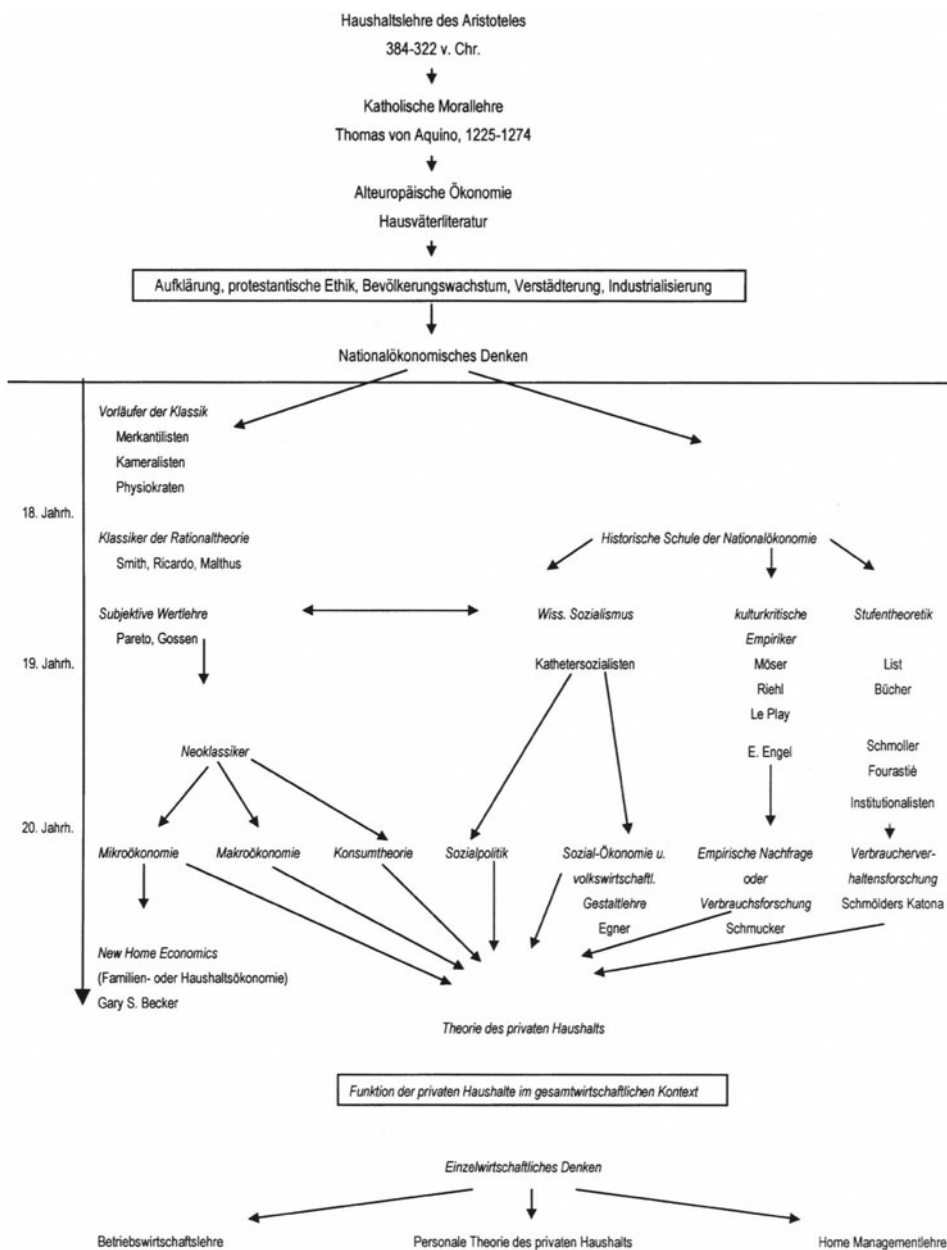 Haushaltslehre des Aristoteles
384-322 v. Chr.
Katholische Morallehre
Thomas von Aquino, 1225-1274
Alteuropäische Ökonomie
Hausväterliteratur
Aufklärung, protestantische Ethik, Bevölkerungswachstum, Verstädterung, Industrialisierung
Nationalökonomisches Denken
Vorläufer der Klassik
Merkantilisten
Kameralisten
Physiokraten
18. Jahrh.
Klassiker der Rationaltheorie
Smith, Ricardo, Malthus
Historische Schule der Nationalökonomie
Subjektive Wertlehre
Pareto, Gossen
Wiss. Sozialismus
Kathetersozialisten
kulturkritische
Empiriker
Möser
Riehl
Le Play
E. Engel
Stufentheoretik
List
Bücher
Schmoller
Fourastiè
Institutionalisten
19. Jahrh.
Neoklassiker
20. Jahrh.
Mikroökonomie
Makroökonomie
Konsumtheorie
Sozialpolitik
Sozial-Ökonomie u.
volkswirtschaftl.
Gestaltlehre
Egner
Empirische Nachfrage
oder
Verbrauchsforschung
Schmucker
Verbraucherver-
haltensforschung
Schmölders Katona
New Home Economics
(Familien- oder Haushaltsökonomie)
Gary S. Becker
Theorie des privaten Haushalts
Funktion der privaten Haushalte im gesamtwirtschaftlichen Kontext
Einzelwirtschaftliches Denken
Betriebswirtschaftslehre
Personale Theorie des privaten Haushalts
Home Managementlehre